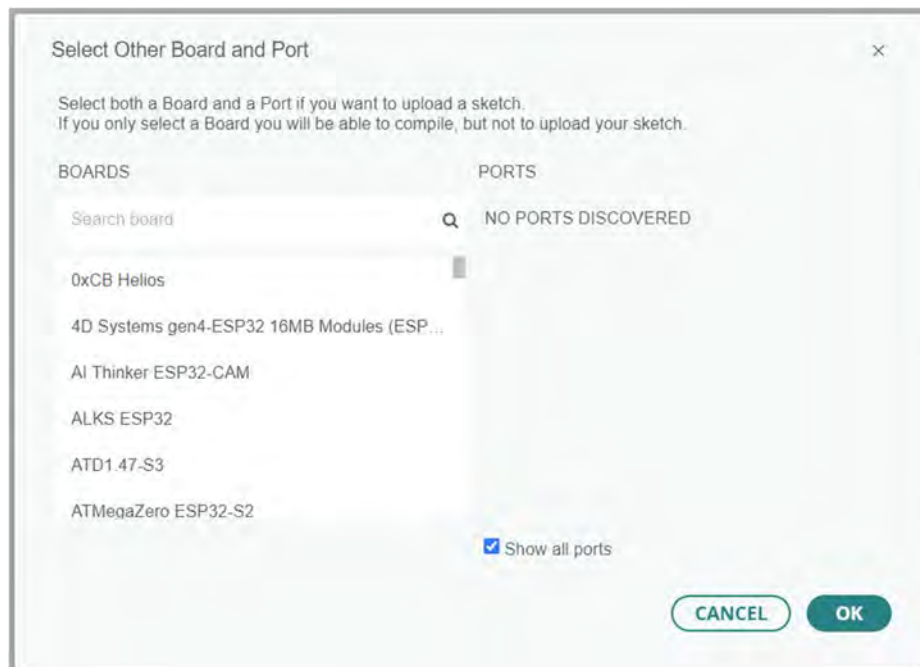 Select Other Board and Port
Select both a Board and a Port if you want to upload a sketch.
If you only select a Board you will be able to compile, but not to upload your sketch.
BOARDS
PORTS
Search board
NO PORTS DISCOVERED
0xCB Helios
4D Systems gen4-ESP32 16MB Modules (ESP...
AI Thinker ESP32-CAM
ALKS ESP32
ATD1.47-S3
ATMegaZero ESP32-S2
Show all ports
CANCEL
OK